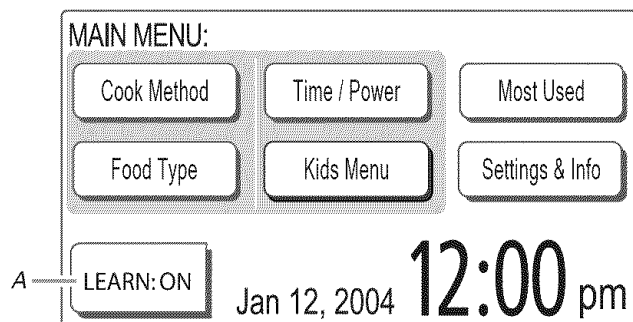 MAIN MENU:
Cook Method Time / Power Most Used
Food Type Kids Menu Settings & Info
A LEARN: ON Jan 12, 2004 12:00 pm